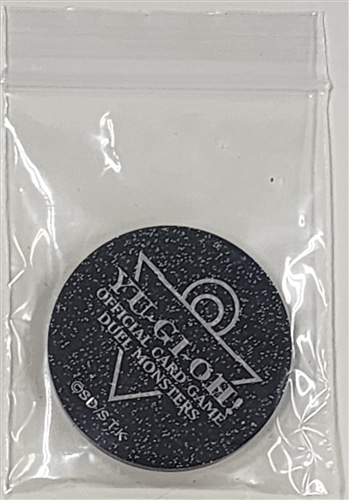 YU-GI-OH!
OFFICIAL CARD GAME
DUEL MONSTERS
©SD/S.T.K